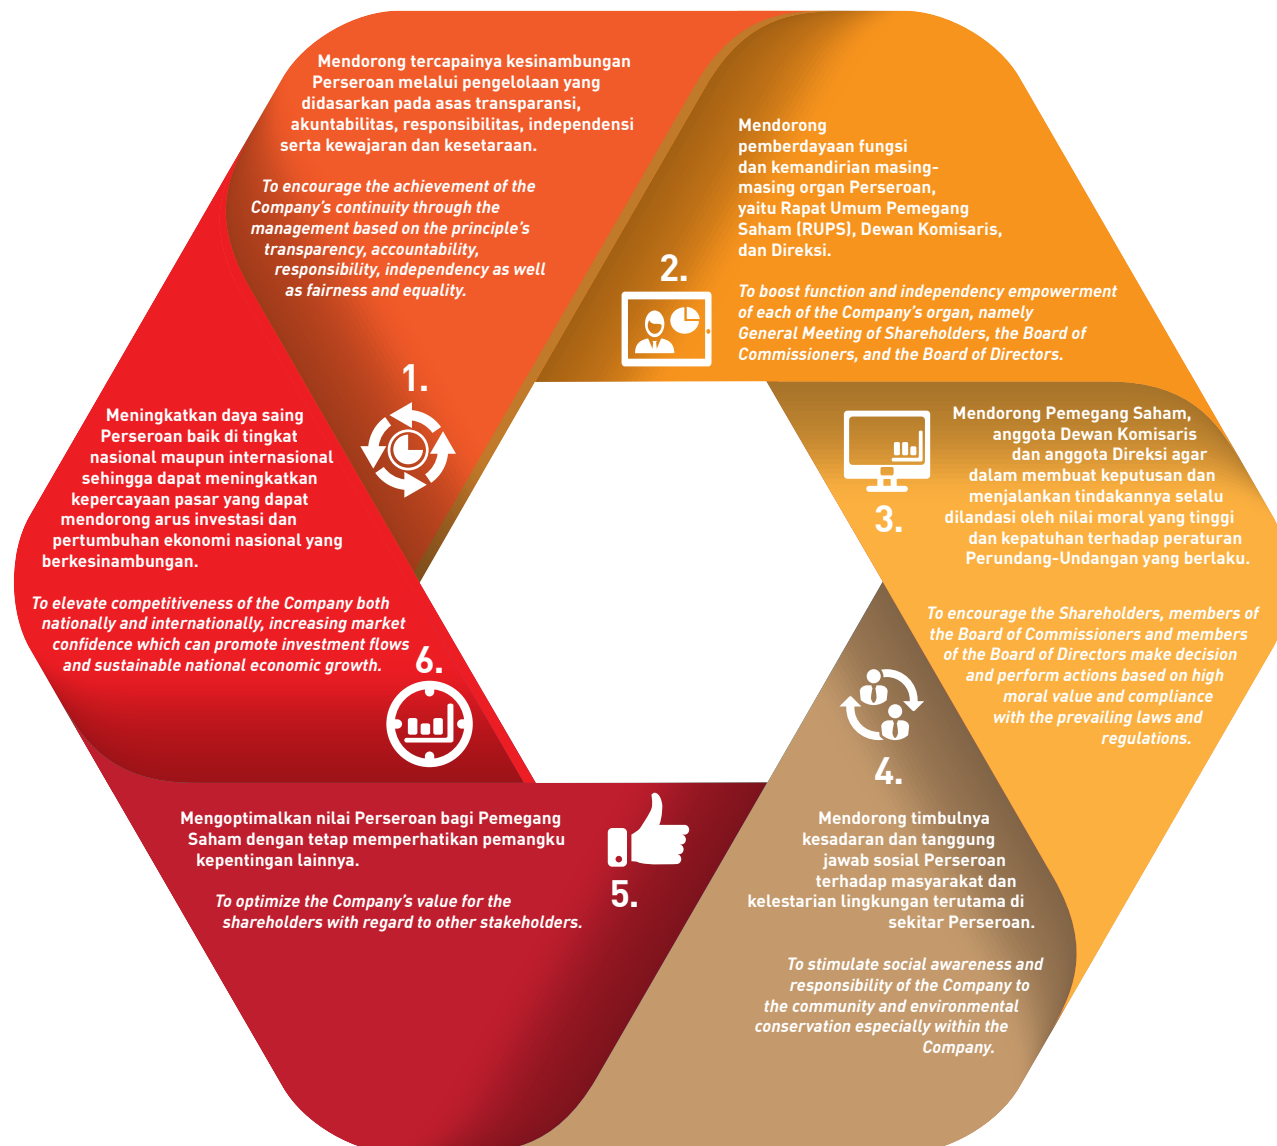 Mendorong tercapainya kesinambungan
Perseroan melalui pengelolaan yang
didasarkan pada asas transparansi,
akuntabilitas, responsibilitas, independensi
serta kewajaran dan kesetaraan.
To encourage the achievement of the
Company's continuity through the
management based on the principle's
transparency, accountability,
responsibility, independency as well
as fairness and equality.
1.
Mendorong
pemberdayaan fungsi
dan kemandirian masing-
masing organ Perseroan,
yaitu Rapat Umum Pemegang
Saham (RUPS), Dewan Komisaris,
dan Direksi.
2.
To boost function and independency empowerment
of each of the Company's organ, namely
General Meeting of Shareholders, the Board of
Commissioners, and the Board of Directors.
Mendorong Pemegang Saham,
anggota Dewan Komisaris
dan anggota Direksi agar
dalam membuat keputusan dan
menjalankan tindakannya selalu
dilandasi oleh nilai moral yang tinggi
dan kepatuhan terhadap peraturan
Perundang-Undangan yang berlaku.
3.
To encourage the Shareholders, members of
the Board of Commissioners and members
of the Board of Directors make decision
and perform actions based on high
moral value and compliance
with the prevailing laws and
regulations.
4.
Mendorong timbulnya
kesadaran dan tanggung
jawab sosial Perseroan
terhadap masyarakat dan
kelestarian lingkungan terutama di
sekitar Perseroan.
To stimulate social awareness and
responsibility of the Company to
the community and environmental
conservation especially within the
Company.
Mengoptimalkan nilai Perseroan bagi Pemegang
Saham dengan tetap memperhatikan pemangku
kepentingan lainnya.
5.
To optimize the Company's value for the
shareholders with regard to other stakeholders.
Meningkatkan daya saing
Perseroan baik di tingkat
nasional maupun internasional
sehingga dapat meningkatkan
kepercayaan pasar yang dapat
mendorong arus investasi dan
pertumbuhan ekonomi nasional yang
berkesinambungan.
To elevate competitiveness of the Company both
nationally and internationally, increasing market
confidence which can promote investment flows
and sustainable national economic growth.
6.